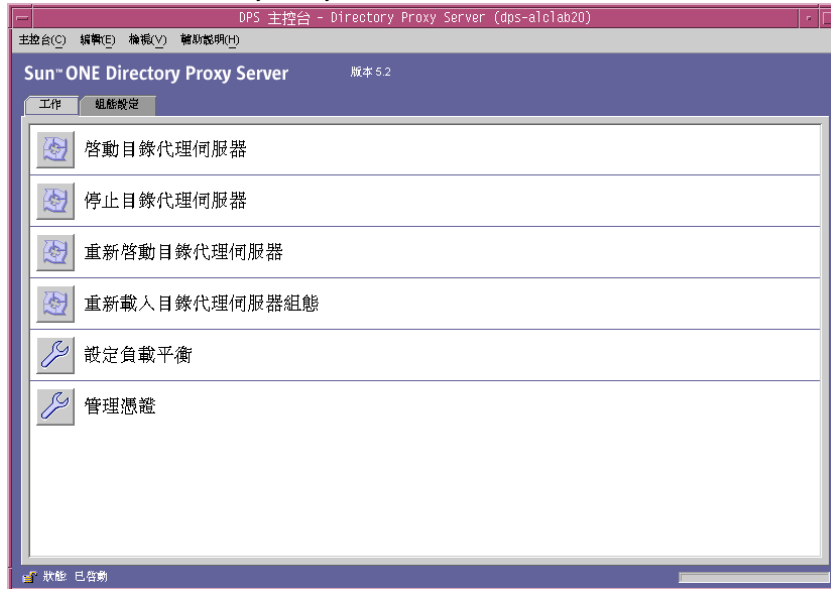 DPS 主控台 - Directory Proxy Server (dps-alclab20)
主控台(C) 編輯(E) 檢視(V) 輔助說明(H)
Sun™ ONE Directory Proxy Server 版本 5.2
工作 組態設定
啓動目錄代理伺服器
停止目錄代理伺服器
重新啓動目錄代理伺服器
重新載入目錄代理伺服器組態
設定負載平衡
管理憑證
狀態: 已啓動